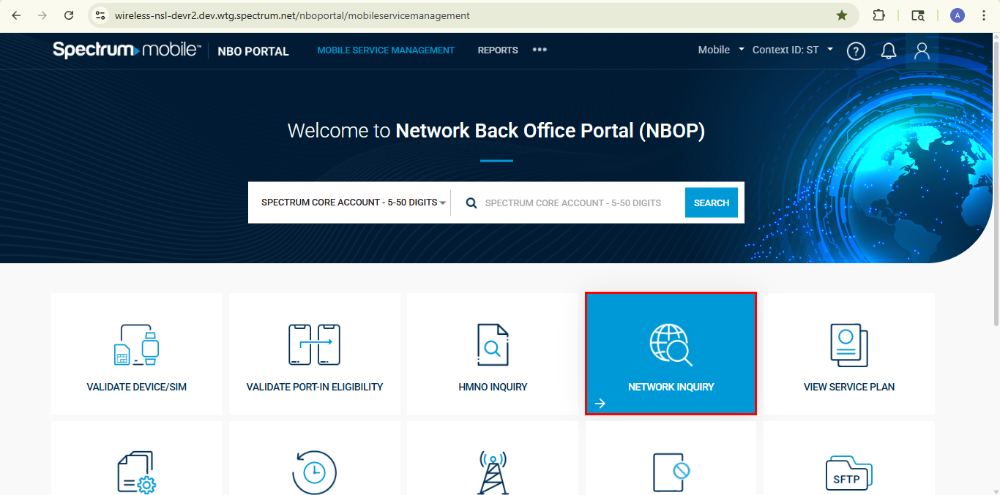 wireless-nsl-devr2.dev.wtg.spectrum.net/nboportal/mobileservicemanagement
A
Spectrum mobile™ NBO PORTAL MOBILE SERVICE MANAGEMENT REPORTS ••• Mobile Context ID: ST ?
Welcome to Network Back Office Portal (NBOP)
SPECTRUM CORE ACCOUNT - 5-50 DIGITS SPECTRUM CORE ACCOUNT - 5-50 DIGITS SEARCH
VALIDATE DEVICE/SIM VALIDATE PORT-IN ELIGIBILITY HMNO INQUIRY NETWORK INQUIRY VIEW SERVICE PLAN
SFTP